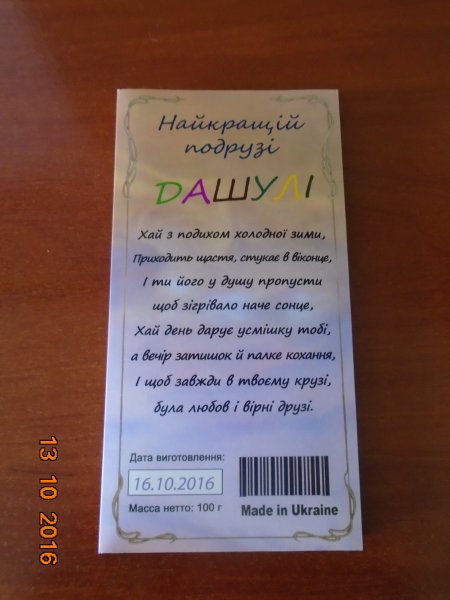 Найкращій
подрузі
ДАШУЛІ
Хай з подихом холодної зими,
Приходить щастя, стукає в віконце,
І ти його у душу пропусти
щоб зігрівало наче сонце,
Хай день дарує усмішку тобі,
а вечір затишок й палке кохання,
І щоб завжди в твоєму крузі,
була любов і вірні друзі.
Дата виготовлення:
16.10.2016
Масса нетто: 100 г
Made in Ukraine
13 10 2016